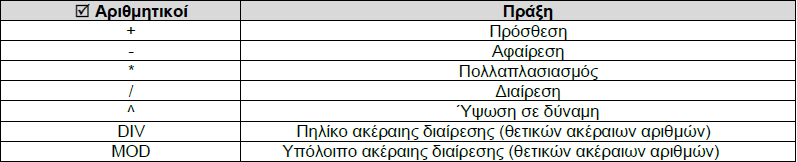 ☑ Αριθμητικοί Πράξη
+ Πρόσθεση
- Αφαίρεση
* Πολλαπλασιασμός
/ Διαίρεση
^ Ύψωση σε δύναμη
DIV Πηλίκο ακέραιης διαίρεσης (θετικών ακέραιων αριθμών)
MOD Υπόλοιπο ακέραιης διαίρεσης (θετικών ακέραιων αριθμών)